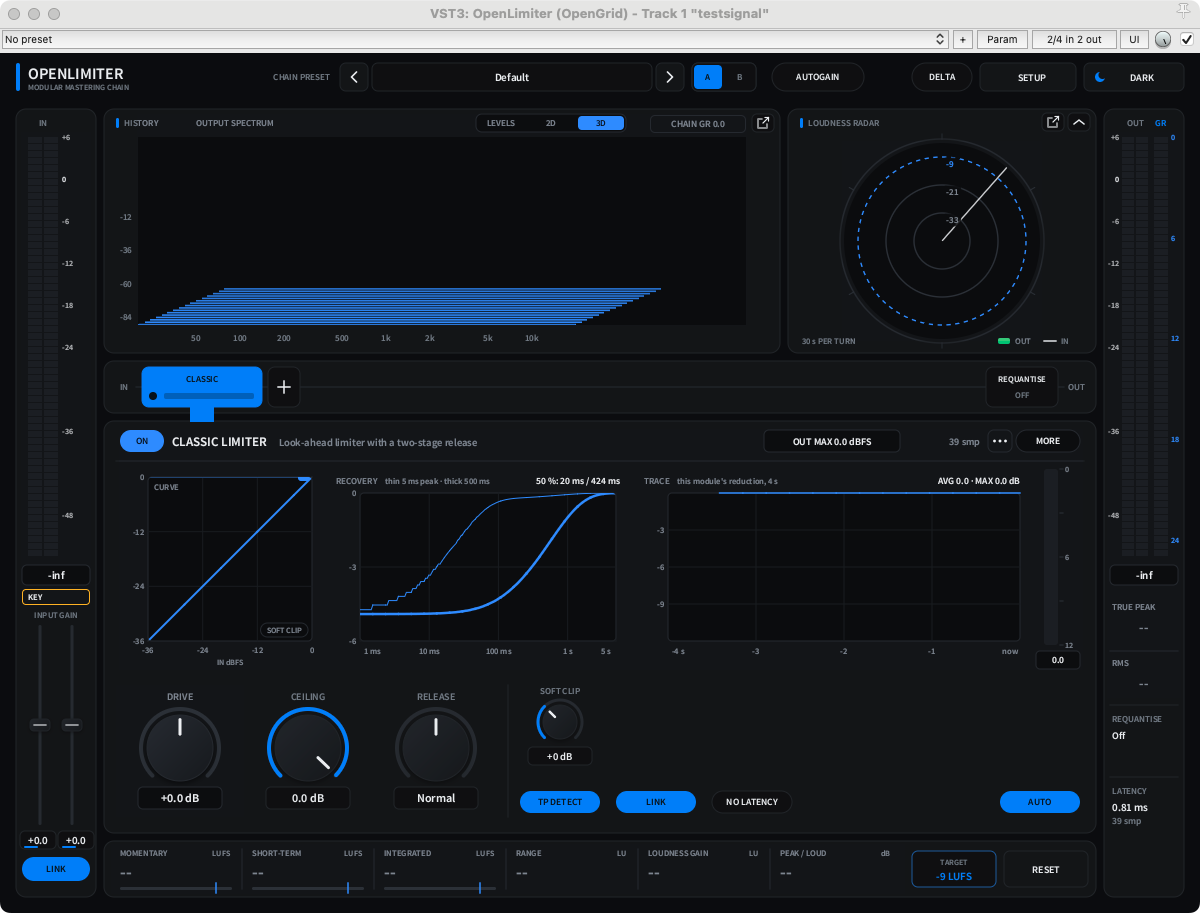 VST3: OpenLimiter (OpenGrid) - Track 1 "testsignal"
No preset
+
Param
2/4 in 2 out
UI
OPENLIMITER
MODULAR MASTERING CHAIN
CHAIN PRESET
Default
A
B
AUTOGAIN
DELTA
SETUP
DARK
IN
+6
0
-6
-12
-18
-24
-36
-48
-inf
KEY
INPUT GAIN
+0.0
+0.0
LINK
HISTORY
OUTPUT SPECTRUM
LEVELS
2D
3D
CHAIN GR 0.0
-12
-36
-60
-84
50
100
200
500
1k
2k
5k
10k
LOUDNESS RADAR
-9
-21
-33
30 s PER TURN
OUT
IN
IN
CLASSIC
+
REQUANTISE
OFF
OUT
ON
CLASSIC LIMITER
Look-ahead limiter with a two-stage release
OUT MAX 0.0 dBFS
39 smp
•••
MORE
CURVE
0
-12
-24
-36
-36
-24
-12
0
IN dBFS
SOFT CLIP
RECOVERY
thin 5 ms peak · thick 500 ms
50 %: 20 ms / 424 ms
0
-3
-6
1 ms
10 ms
100 ms
1 s
5 s
TRACE
this module's reduction, 4 s
AVG 0.0 · MAX 0.0 dB
-3
-6
-9
-4 s
-3
-2
-1
now
0
6
12
0.0
DRIVE
+0.0 dB
CEILING
0.0 dB
RELEASE
Normal
SOFT CLIP
+0 dB
TP DETECT
LINK
NO LATENCY
AUTO
MOMENTARY
LUFS
--
SHORT-TERM
LUFS
--
INTEGRATED
LUFS
--
RANGE
LU
--
LOUDNESS GAIN
LU
--
PEAK / LOUD
dB
--
TARGET
-9 LUFS
RESET
OUT
GR
+6
0
-6
-12
-18
-24
-36
-48
0
6
12
18
24
-inf
TRUE PEAK
--
RMS
--
REQUANTISE
Off
LATENCY
0.81 ms
39 smp